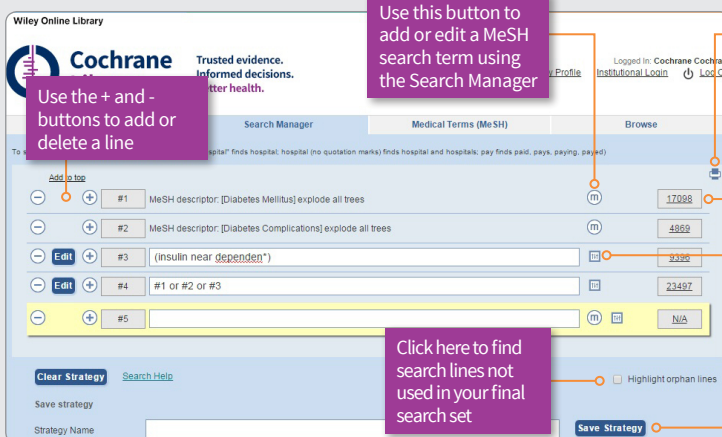 Wiley Online Library
Use this button to
add or edit a MeSH
search term using
the Search Manager
Cochrane
Trusted evidence.
Informed decisions.
tter health.
Logged In: Cochrane Cochra
Profile Institutional Login
Use the + and -
buttons to add or
delete a line
Search Manager Medical Terms (MeSH) Browse
To s spital" finds hospital; hospital (no quotation marks) finds hospital and hospitals; pay finds paid, pays, paying, payed)
Add to top
− + #1 MeSH descriptor: [Diabetes Mellitus] explode all trees m 17098
− + #2 MeSH descriptor: [Diabetes Complications] explode all trees m 4869
− Edit + #3 (insulin near dependen*) 9396
− Edit + #4 #1 or #2 or #3 23497
− + #5 m N/A
Click here to find
search lines not
used in your final
search set
Clear Strategy Search Help Highlight orphan lines
Save strategy
Strategy Name Save Strategy